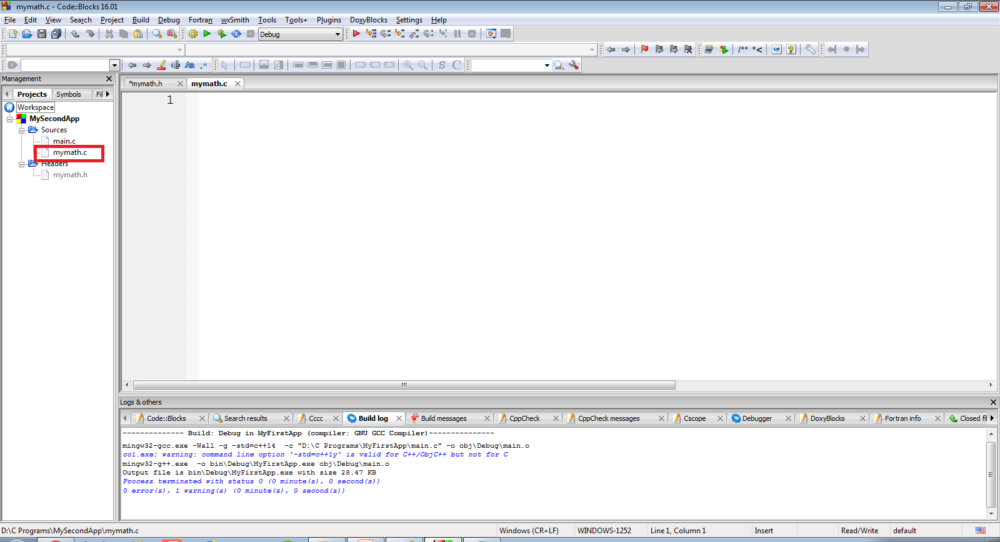 mymath.c - Code::Blocks 16.01
File Edit View Search Project Build Debug Fortran wxSmith Tools Tools+ Plugins DoxyBlocks Settings Help
Debug
/** *<
Aa .*
S C
Management
Projects Symbols Fil
*mymath.h mymath.c
1
Workspace
MySecondApp
Sources
main.c
mymath.c
Headers
mymath.h
Logs & others
Code::Blocks Search results Cccc Build log Build messages CppCheck CppCheck messages Cscope Debugger DoxyBlocks Fortran info Closed fil
-------------- Build: Debug in MyFirstApp (compiler: GNU GCC Compiler)---------------
mingw32-gcc.exe -Wall -g -std=c++14  -c "D:\C Programs\MyFirstApp\main.c" -o obj\Debug\main.o
cc1.exe: warning: command line option '-std=c++1y' is valid for C++/ObjC++ but not for C
mingw32-g++.exe  -o bin\Debug\MyFirstApp.exe obj\Debug\main.o
Output file is bin\Debug\MyFirstApp.exe with size 28.47 KB
Process terminated with status 0 (0 minute(s), 0 second(s))
0 error(s), 1 warning(s) (0 minute(s), 0 second(s))
D:\C Programs\MySecondApp\mymath.c Windows (CR+LF) WINDOWS-1252 Line 1, Column 1 Insert Read/Write default